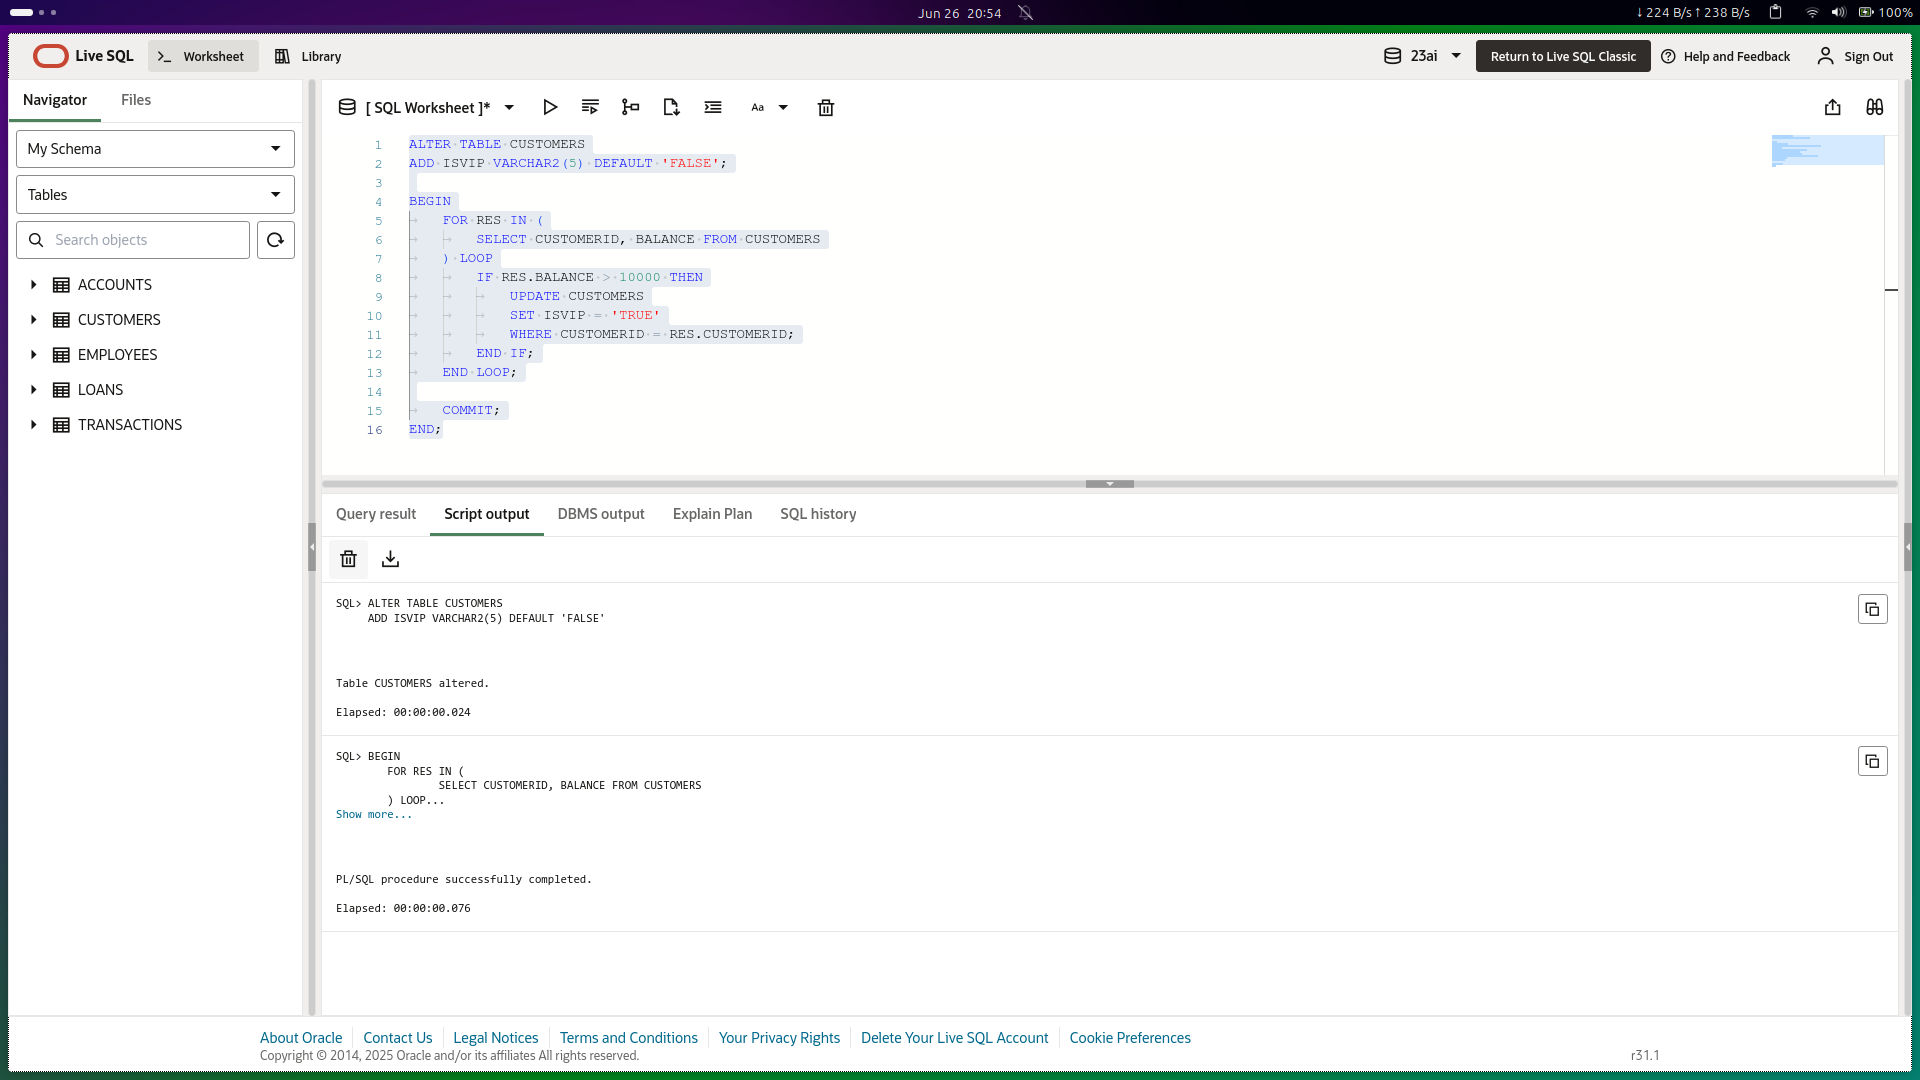 Jun 26 20:54
↓ 224 B/s ↑ 238 B/s
100%
Live SQL
Worksheet
Library
23ai
Return to Live SQL Classic
Help and Feedback
Sign Out
Navigator
Files
My Schema
Tables
Search objects
ACCOUNTS
CUSTOMERS
EMPLOYEES
LOANS
TRANSACTIONS
[ SQL Worksheet ]*
Aa
1 ALTER TABLE CUSTOMERS
2 ADD ISVIP VARCHAR2(5) DEFAULT 'FALSE';
3
4 BEGIN
5 FOR RES IN (
6 SELECT CUSTOMERID, BALANCE FROM CUSTOMERS
7 ) LOOP
8 IF RES.BALANCE > 10000 THEN
9 UPDATE CUSTOMERS
10 SET ISVIP = 'TRUE'
11 WHERE CUSTOMERID = RES.CUSTOMERID;
12 END IF;
13 END LOOP;
14
15 COMMIT;
16 END;
Query result
Script output
DBMS output
Explain Plan
SQL history
SQL> ALTER TABLE CUSTOMERS
ADD ISVIP VARCHAR2(5) DEFAULT 'FALSE'
Table CUSTOMERS altered.
Elapsed: 00:00:00.024
SQL> BEGIN
FOR RES IN (
SELECT CUSTOMERID, BALANCE FROM CUSTOMERS
) LOOP...
Show more...
PL/SQL procedure successfully completed.
Elapsed: 00:00:00.076
About Oracle
Contact Us
Legal Notices
Terms and Conditions
Your Privacy Rights
Delete Your Live SQL Account
Cookie Preferences
Copyright © 2014, 2025 Oracle and/or its affiliates All rights reserved.
r31.1